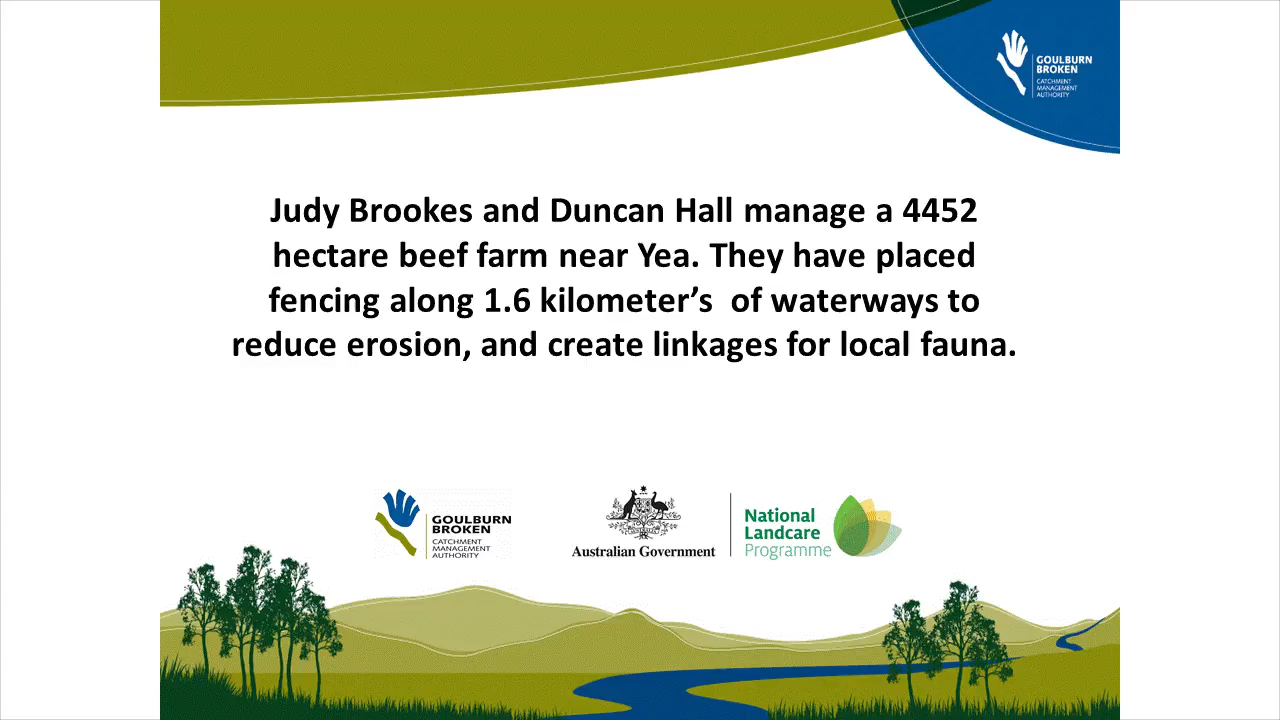 GOULBURN
BROKEN
CATCHMENT
MANAGEMENT
AUTHORITY
Judy Brookes and Duncan Hall manage a 4452
hectare beef farm near Yea. They have placed
fencing along 1.6 kilometer’s  of waterways to
reduce erosion, and create linkages for local fauna.
GOULBURN
BROKEN
CATCHMENT
MANAGEMENT
AUTHORITY
Australian Government
National
Landcare
Programme